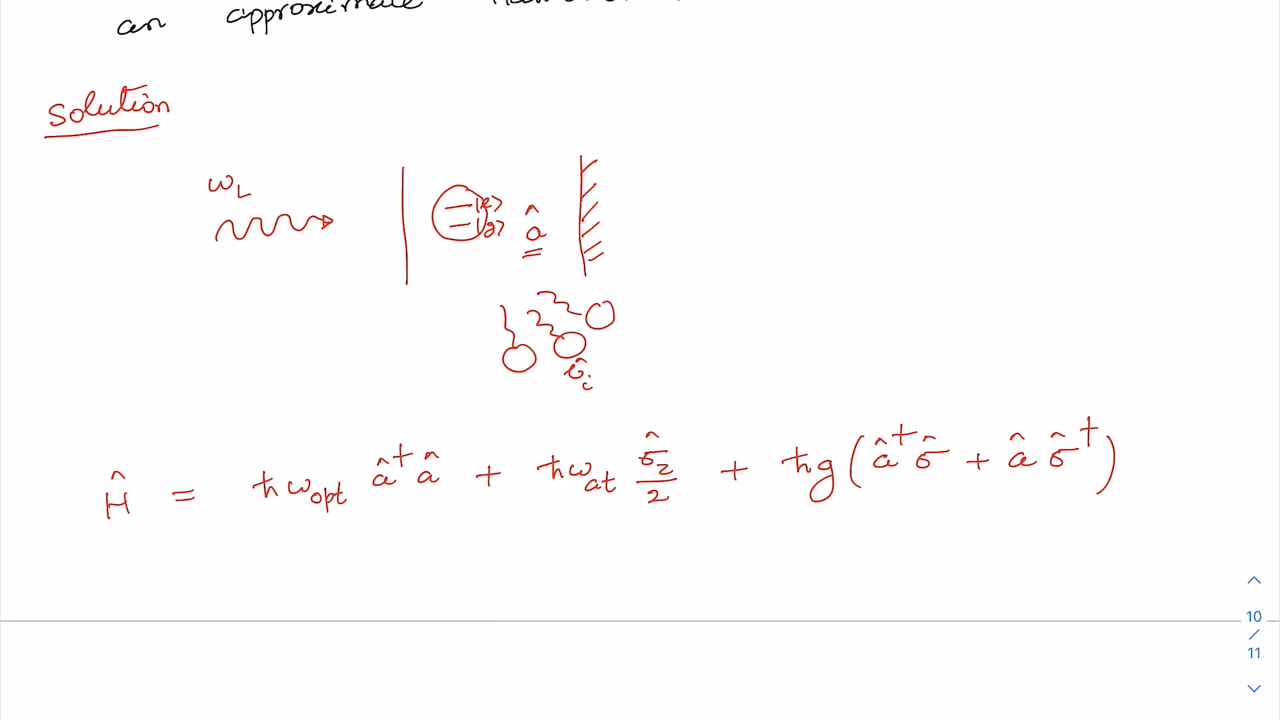 an approximate
Solution
ω_L
|e>
|g>
â
b̂_i
Ĥ = ħω_opt â†â + ħω_at σ̂_z/2 + ħg(â†σ̂ + âσ̂†)
10
/
11